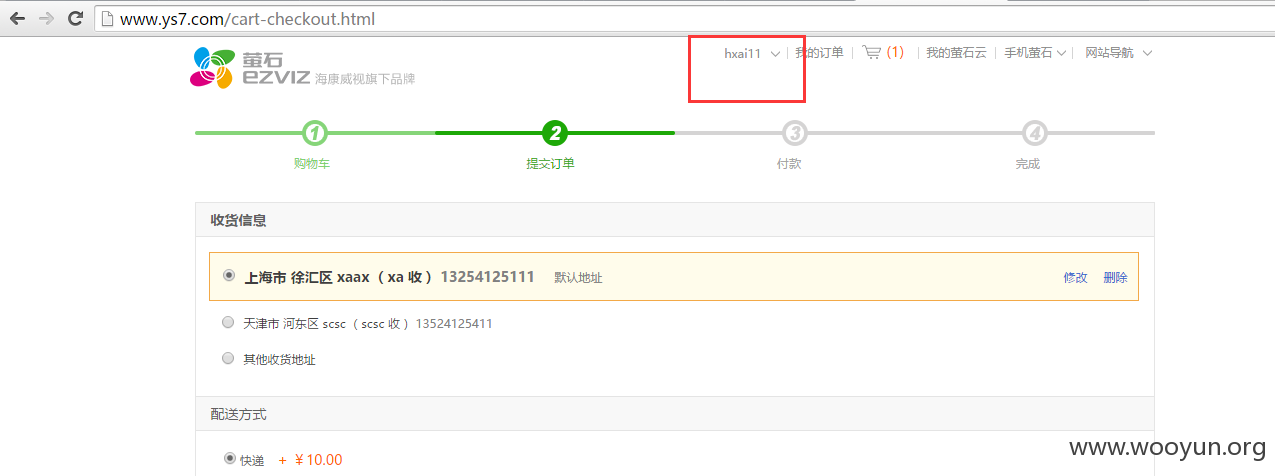 www.ys7.com/cart-checkout.html
萤石 ezviz 海康威视旗下品牌
hxai11 我的订单 (1) 我的萤石云 手机萤石 网站导航
1 2 3 4
购物车 提交订单 付款 完成
收货信息
上海市 徐汇区 xaax （ xa 收 ） 13254125111 默认地址 修改 删除
天津市 河东区 scsc （ scsc 收 ） 13524125411
其他收货地址
配送方式
快递 + ￥10.00
www.wooyun.org